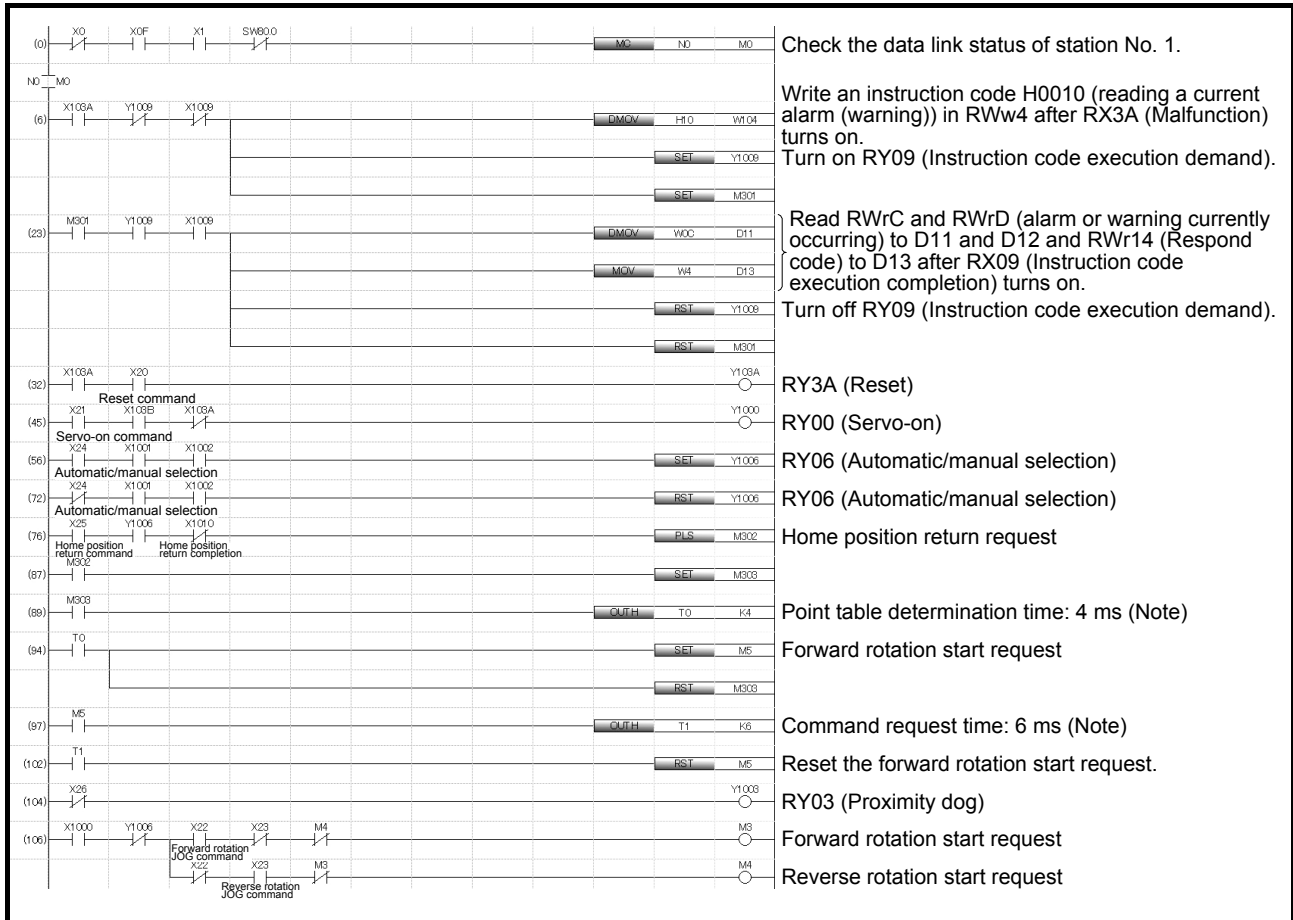 X0 X0F X1 SW80.0
(0) MC N0 M0 Check the data link status of station No. 1.
N0 M0
X103A Y1009 X1009
(6) DMOV H10 W104 Write an instruction code H0010 (reading a current
alarm (warning)) in RWw4 after RX3A (Malfunction)
turns on.
SET Y1009 Turn on RY09 (Instruction code execution demand).
SET M301
M301 Y1009 X1009
(23) DMOV W0C D11 Read RWrC and RWrD (alarm or warning currently
occurring) to D11 and D12 and RWr14 (Respond
MOV W4 D13 code) to D13 after RX09 (Instruction code
execution completion) turns on.
RST Y1009 Turn off RY09 (Instruction code execution demand).
RST M301
X103A X20 Y103A
(32) RY3A (Reset)
Reset command
X21 X103B X103A Y1000
(45) RY00 (Servo-on)
Servo-on command
X24 X1001 X1002
(56) SET Y1006 RY06 (Automatic/manual selection)
Automatic/manual selection
X24 X1001 X1002
(72) RST Y1006 RY06 (Automatic/manual selection)
Automatic/manual selection
X25 Y1006 X1010
(76) PLS M302 Home position return request
Home position Home position
return command return completion
M302
(87) SET M303
M303
(89) OUTH T0 K4 Point table determination time: 4 ms (Note)
T0
(94) SET M5 Forward rotation start request
RST M303
M5
(97) OUTH T1 K6 Command request time: 6 ms (Note)
T1
(102) RST M5 Reset the forward rotation start request.
X26 Y1003
(104) RY03 (Proximity dog)
X1000 Y1006 X22 X23 M4 M3
(106) Forward rotation start request
Forward rotation
JOG command
X22 X23 M3 M4
Reverse rotation start request
Reverse rotation
JOG command